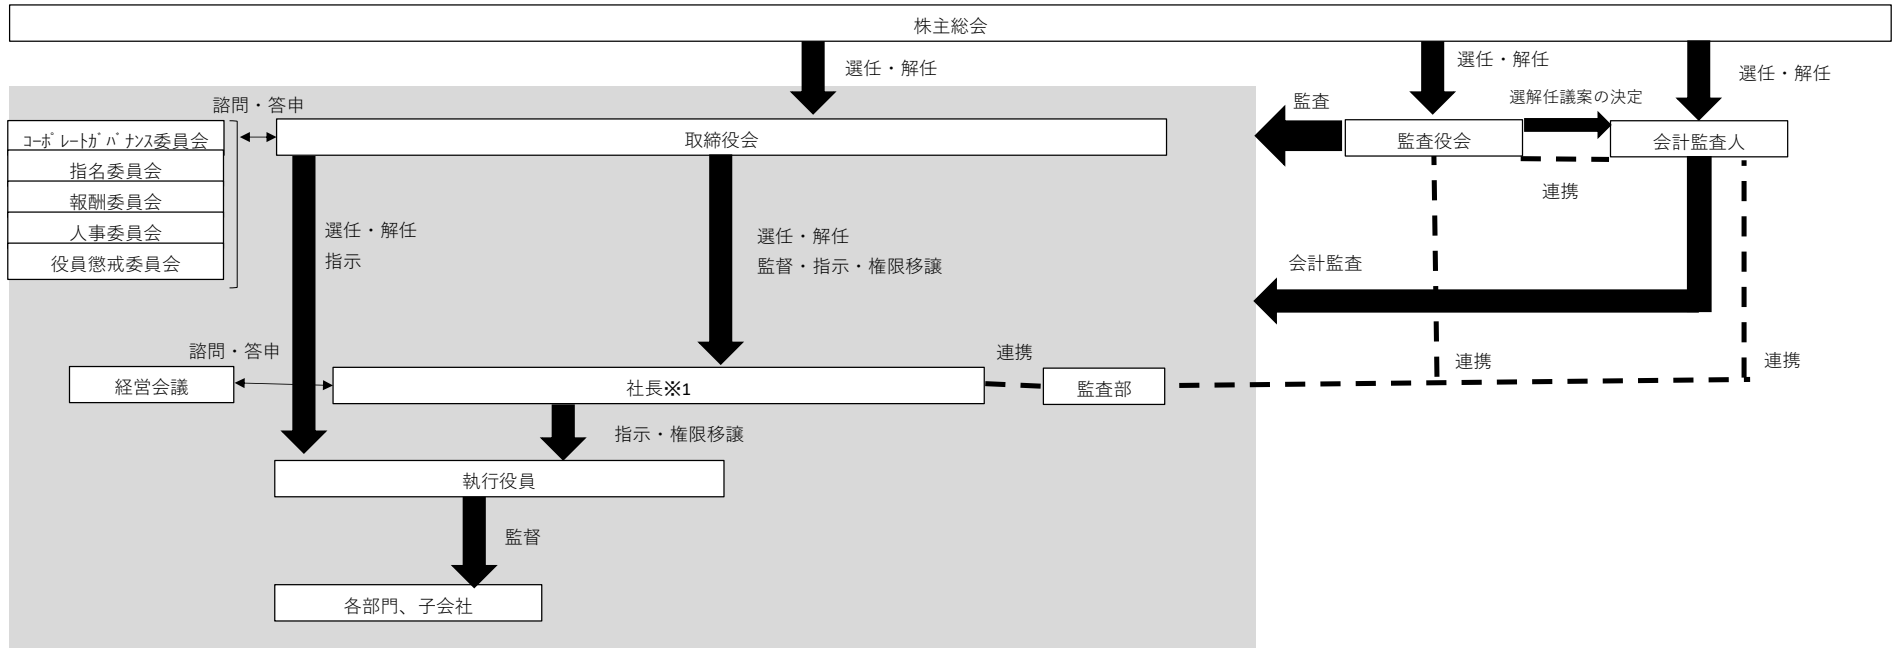 株主総会
選任・解任
選任・解任
選任・解任
諮問・答申
監査
選解任議案の決定
ｺｰﾎﾟﾚｰﾄｶﾞﾊﾞﾅﾝｽ委員会
取締役会
監査役会
会計監査人
指名委員会
連携
報酬委員会
人事委員会
選任・解任
指示
選任・解任
監督・指示・権限移譲
役員懲戒委員会
会計監査
諮問・答申
連携
連携
連携
経営会議
社長※1
監査部
指示・権限移譲
執行役員
監督
各部門、子会社